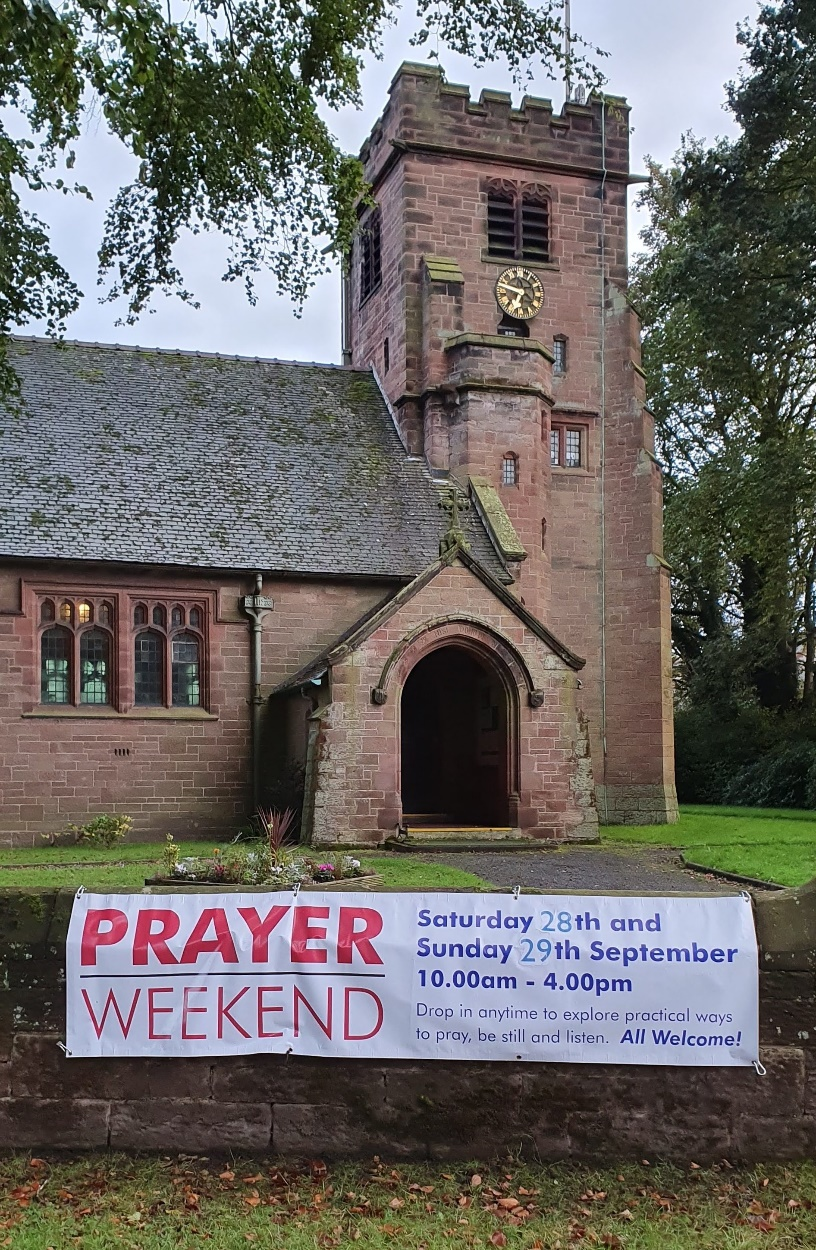 PRAYER
WEEKEND
Saturday 28th and
Sunday 29th September
10.00am - 4.00pm
Drop in anytime to explore practical ways
to pray, be still and listen. All Welcome!